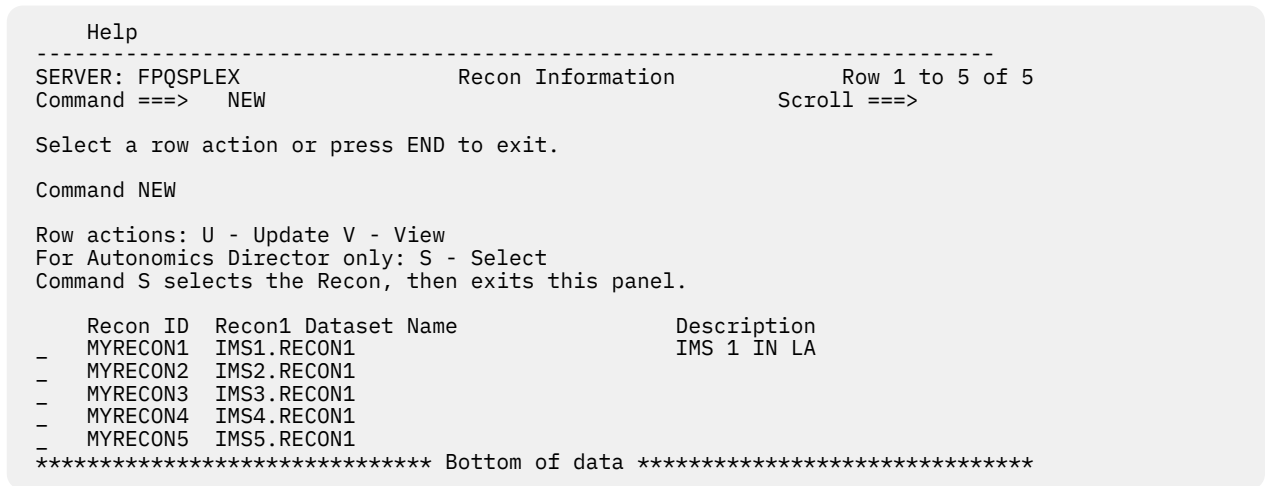 Help
---------------------------------------------------------------------------
SERVER: FPQSPLEX                 Recon Information             Row 1 to 5 of 5
Command ===>   NEW                                        Scroll ===>
Select a row action or press END to exit.
Command NEW
Row actions: U - Update V - View
For Autonomics Director only: S - Select
Command S selects the Recon, then exits this panel.
    Recon ID  Recon1 Dataset Name                 Description
_   MYRECON1  IMS1.RECON1                         IMS 1 IN LA
_   MYRECON2  IMS2.RECON1
_   MYRECON3  IMS3.RECON1
_   MYRECON4  IMS4.RECON1
_   MYRECON5  IMS5.RECON1
******************************* Bottom of data *******************************